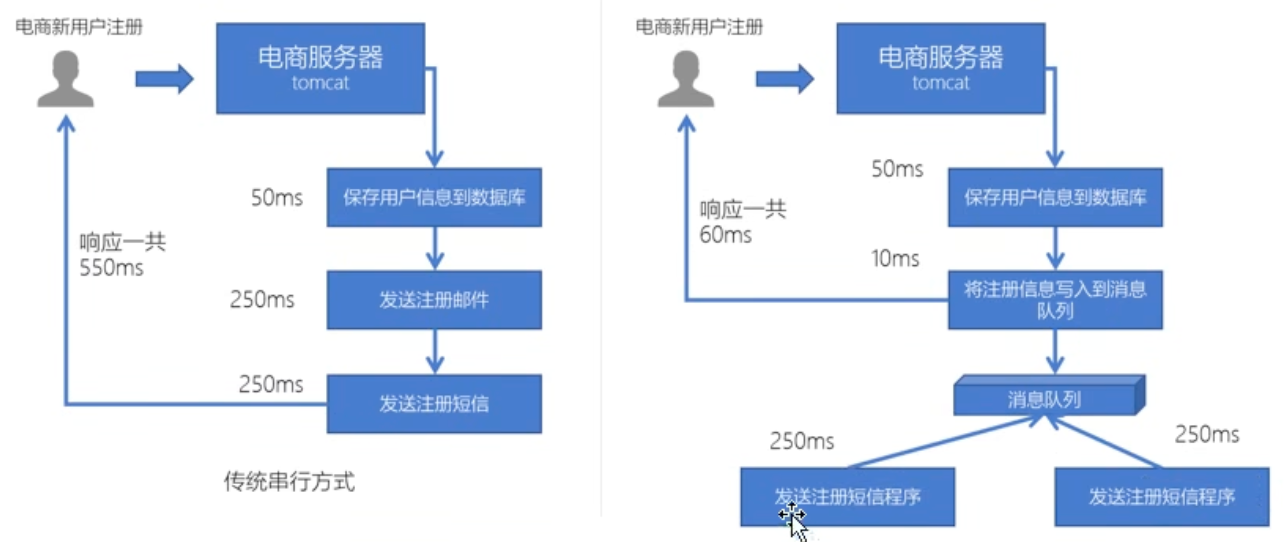 电商新用户注册
电商服务器
tomcat
50ms
保存用户信息到数据库
响应一共
550ms
250ms
发送注册邮件
250ms
发送注册短信
传统串行方式
电商新用户注册
电商服务器
tomcat
50ms
保存用户信息到数据库
响应一共
60ms
10ms
将注册信息写入到消息
队列
消息队列
250ms
250ms
发送注册短信程序
发送注册短信程序